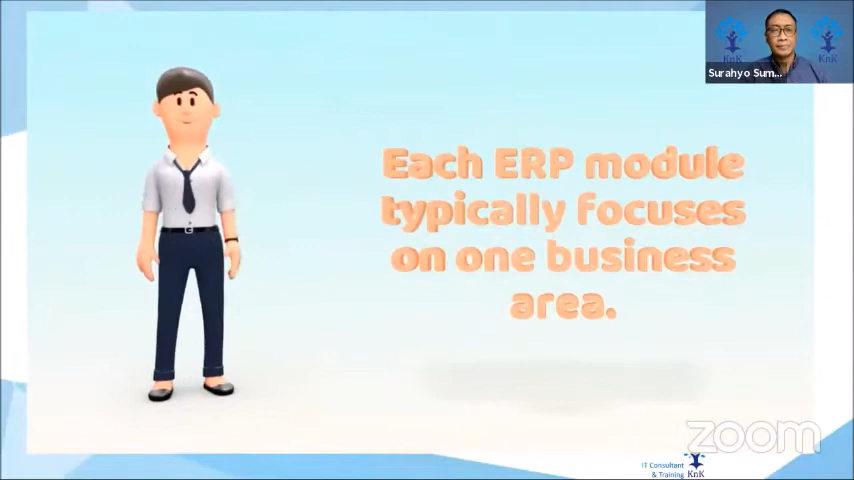 KnK
KnK
Surahyo Sum...
Each ERP module
typically focuses
on one business
area.
zoom
IT Consultant
& Training KnK